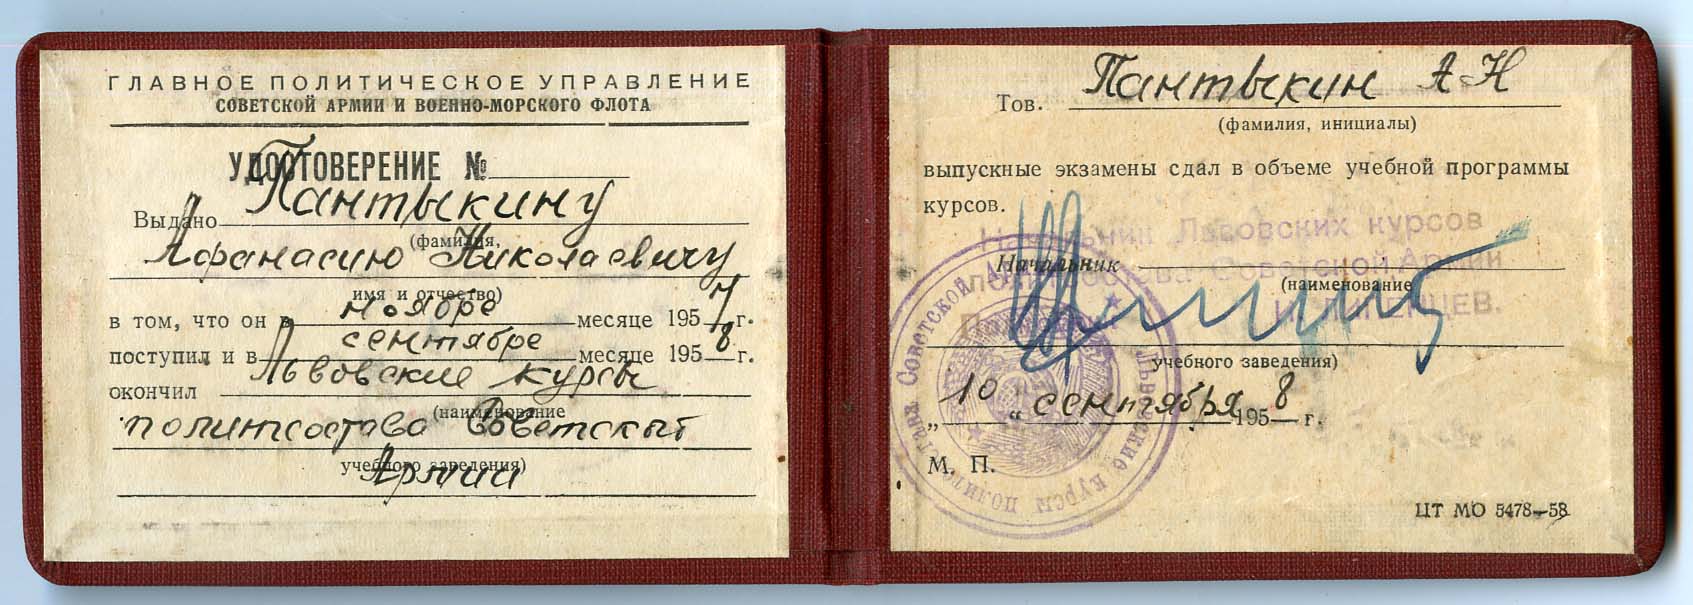 ГЛАВНОЕ ПОЛИТИЧЕСКОЕ УПРАВЛЕНИЕ
СОВЕТСКОЙ АРМИИ И ВОЕННО-МОРСКОГО ФЛОТА
УДОСТОВЕРЕНИЕ №
Выдано Пантыкину
(фамилия,
Афанасию Николаевичу
имя и отчество)
в том, что он в ноябре месяце 1957 г.
поступил и в сентябре месяце 1958 г.
окончил Львовские курсы
(наименование
политсостава Советской
учебного заведения)
Армии
Тов. Пантыкин А Н
(фамилия, инициалы)
выпускные экзамены сдал в объеме учебной программы
курсов.
Начальник Львовских курсов
Начальник
политсостава Советской Армии
(наименование
учебного заведения)
„10" сентября 1958 г.
М. П.
ЦТ МО 5478—58